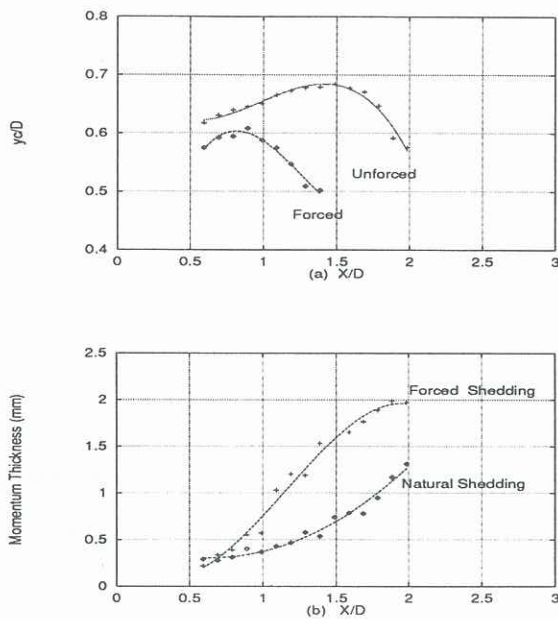 0.8
0.7
0.6
0.5
0.4
yc/D
Unforced
Forced
0 0.5 1 1.5 2 2.5 3
(a) X/D
2.5
2
1.5
1
0.5
0
Momentum Thickness (mm)
Forced Shedding
Natural Shedding
0 0.5 1 1.5 2 2.5 3
(b) X/D